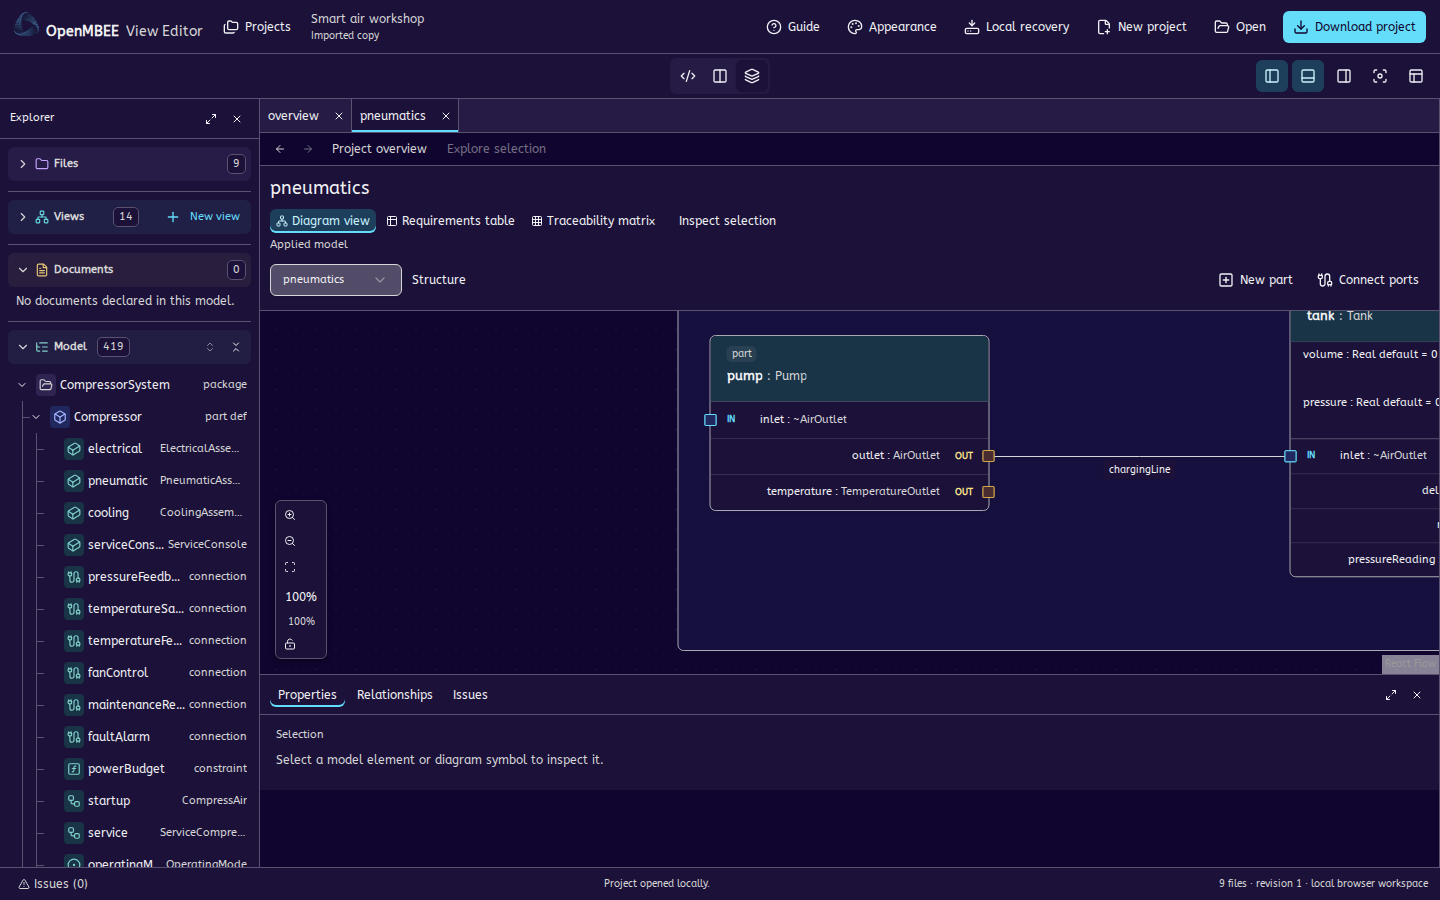 OpenMBEE View Editor
Projects
Smart air workshop
Imported copy
Guide
Appearance
Local recovery
New project
Open
Download project
Explorer
Files
9
Views
14
New view
Documents
0
No documents declared in this model.
Model
419
CompressorSystem package
Compressor part def
electrical ElectricalAsse...
pneumatic PneumaticAss...
cooling CoolingAssem...
serviceCons... ServiceConsole
pressureFeedb... connection
temperatureSa... connection
temperatureFe... connection
fanControl connection
maintenanceRe... connection
faultAlarm connection
powerBudget constraint
startup CompressAir
service ServiceCompre...
operatingM OperatingMode
overview
pneumatics
Project overview
Explore selection
pneumatics
Diagram view
Requirements table
Traceability matrix
Inspect selection
Applied model
pneumatics
Structure
New part
Connect ports
part
pump : Pump
IN inlet : ~AirOutlet
outlet : AirOutlet OUT
temperature : TemperatureOutlet OUT
chargingLine
tank : Tank
volume : Real default = 0
pressure : Real default = 0
IN inlet : ~AirOutlet
del
pressureReading
100%
100%
React Flow
Properties
Relationships
Issues
Selection
Select a model element or diagram symbol to inspect it.
Issues (0)
Project opened locally.
9 files · revision 1 · local browser workspace